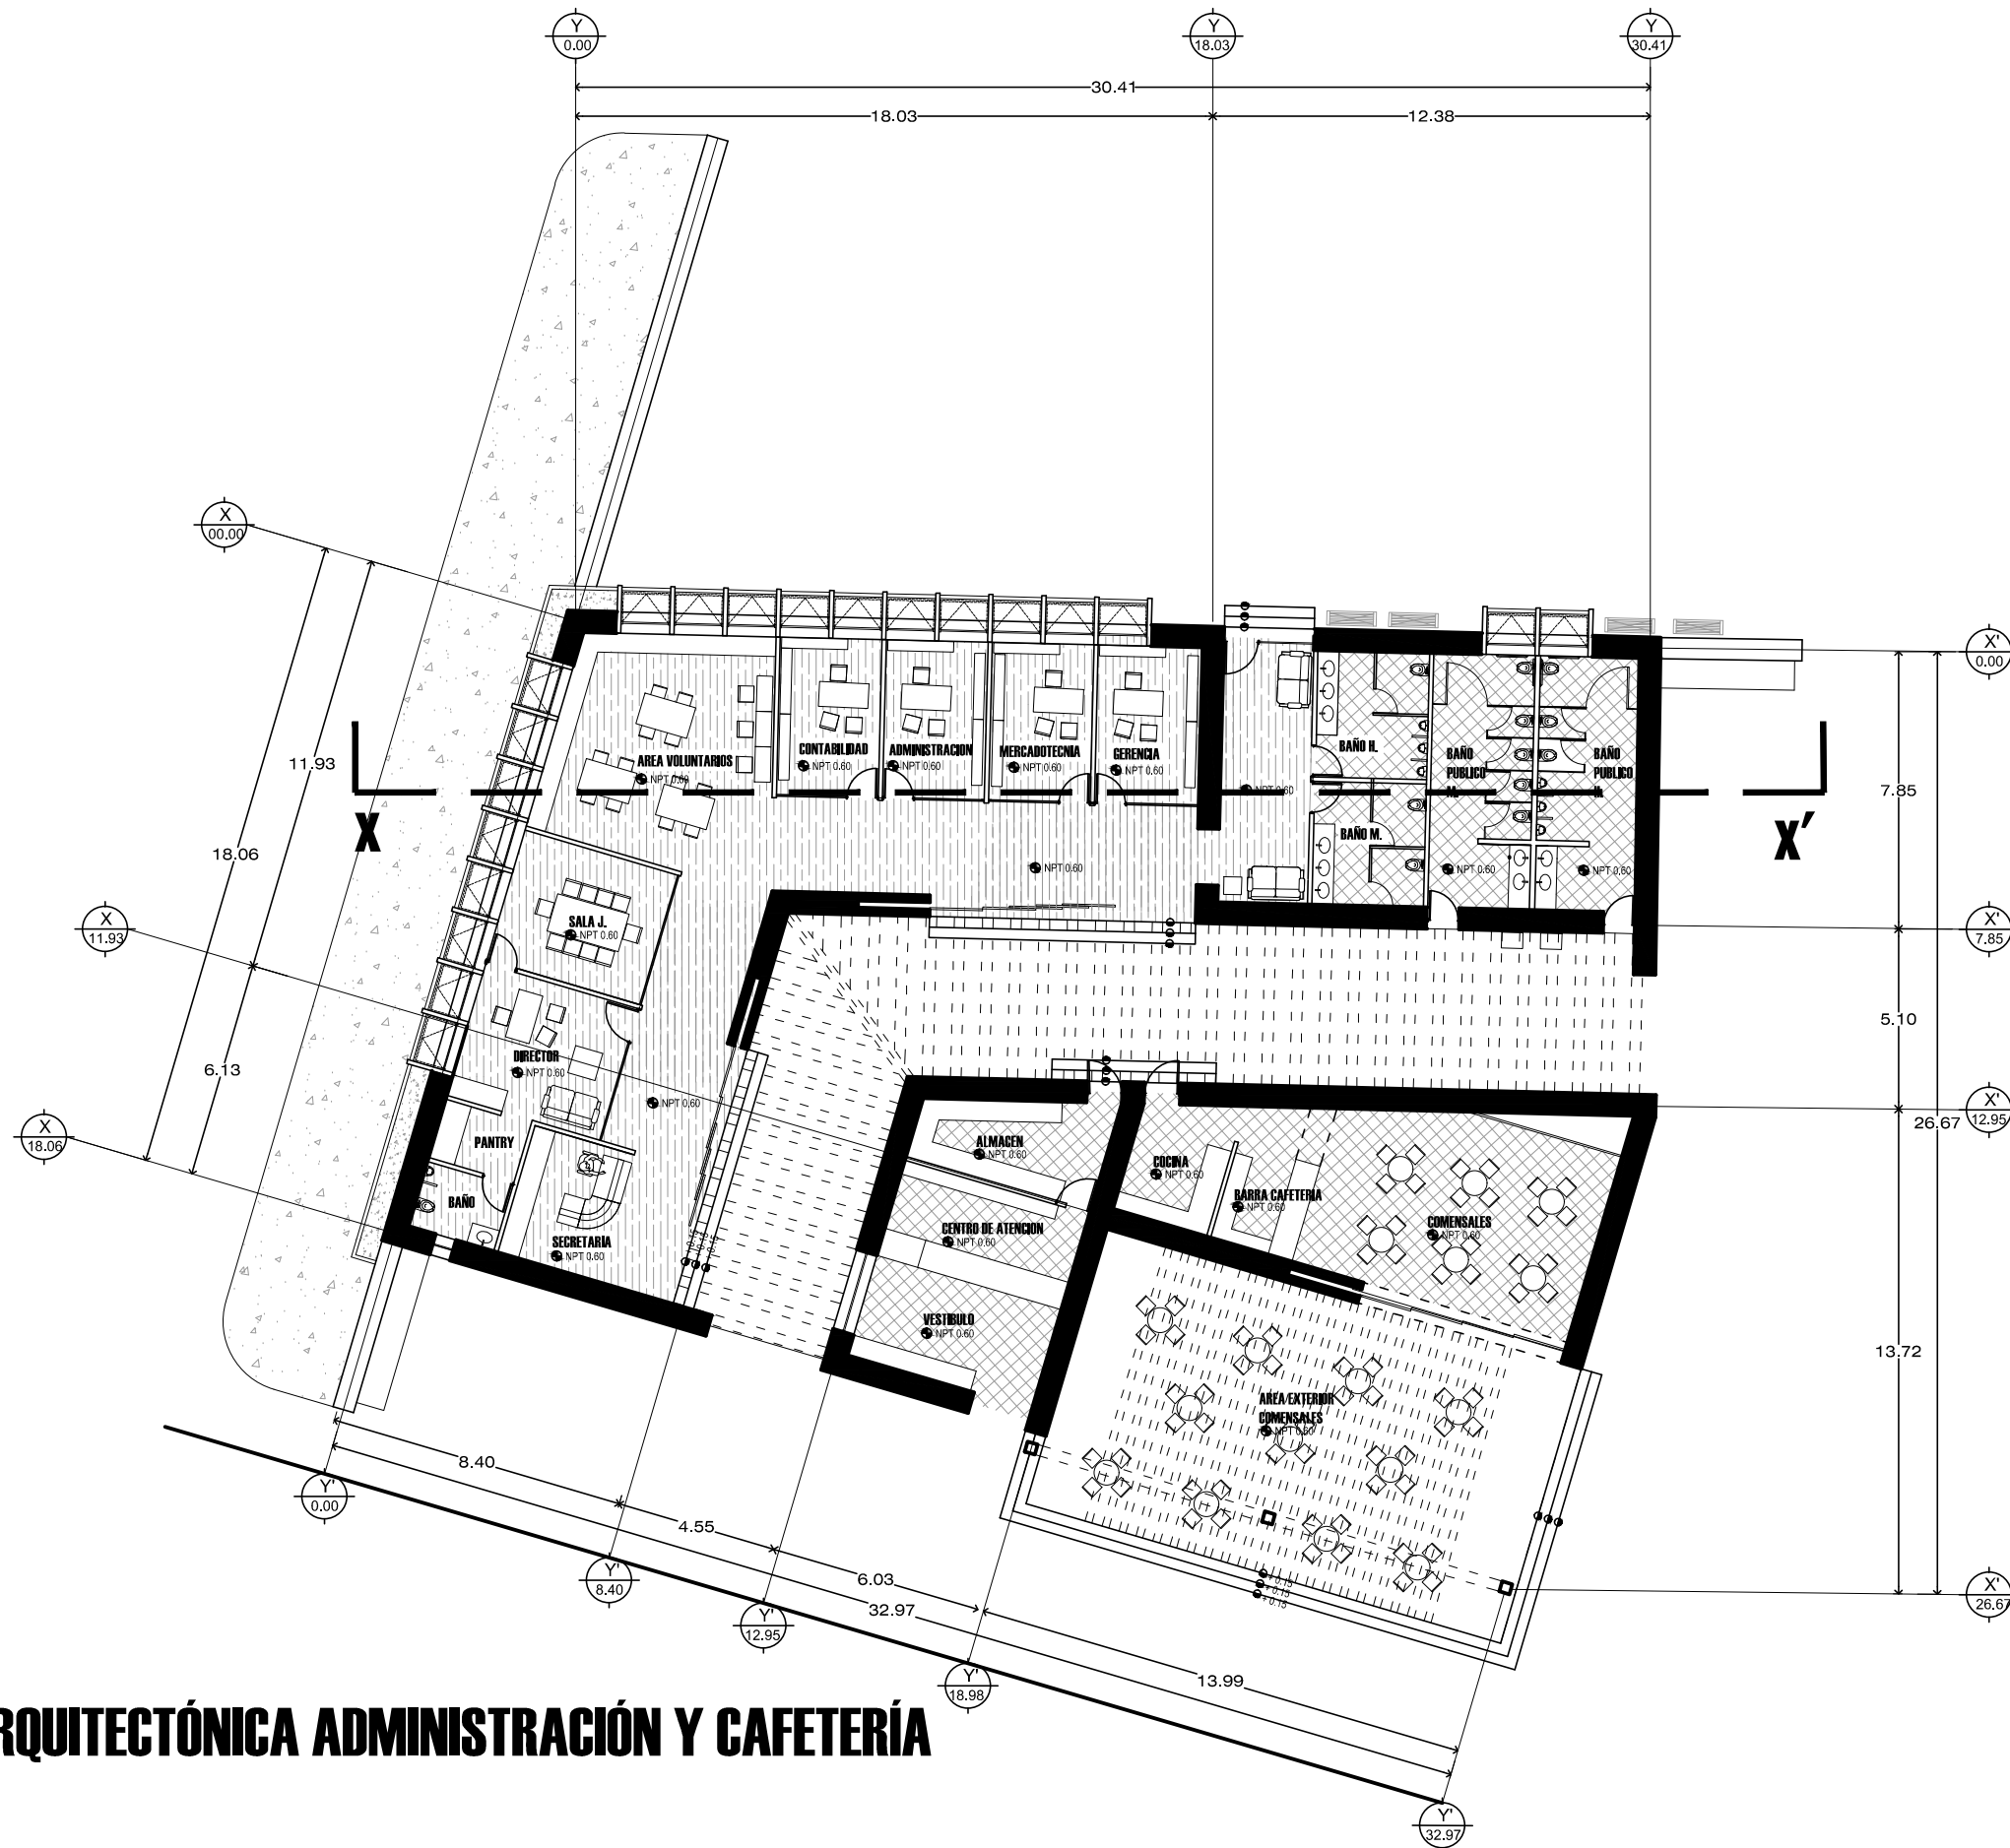 Y
0.00
Y
18.03
Y
30.41
30.41
18.03
12.38
X
00.00
X
11.93
X
18.06
11.93
18.06
6.13
X'
0.00
X'
7.85
X'
12.95
X'
26.67
7.85
5.10
26.67
13.72
X
X'
AREA VOLUNTARIOS
NPT 0.60
CONTABILIDAD
NPT 0.60
ADMINISTRACION
NPT 0.60
MERCADOTECNIA
NPT 0.60
GERENCIA
NPT 0.60
NPT 0.60
BAÑO H.
BAÑO M.
BAÑO
PUBLICO
M.
NPT 0.60
BAÑO
PUBLICO
H.
NPT 0.60
NPT 0.60
SALA J.
NPT 0.60
DIRECTOR
NPT 0.60
NPT 0.60
PANTRY
BAÑO
SECRETARÍA
NPT 0.60
ALMACEN
NPT 0.60
COCINA
NPT 0.60
BARRA CAFETERIA
NPT 0.60
COMENSALES
NPT 0.60
CENTRO DE ATENCION
NPT 0.60
VESTIBULO
NPT 0.60
AREA EXTERIOR
COMENSALES
NPT 0.60
+ 0.15
+ 0.15
+ 0.15
8.40
4.55
6.03
32.97
13.99
Y'
0.00
Y'
8.40
Y'
12.95
Y'
18.98
Y'
32.97
RQUITECTÓNICA ADMINISTRACIÓN Y CAFETERÍA